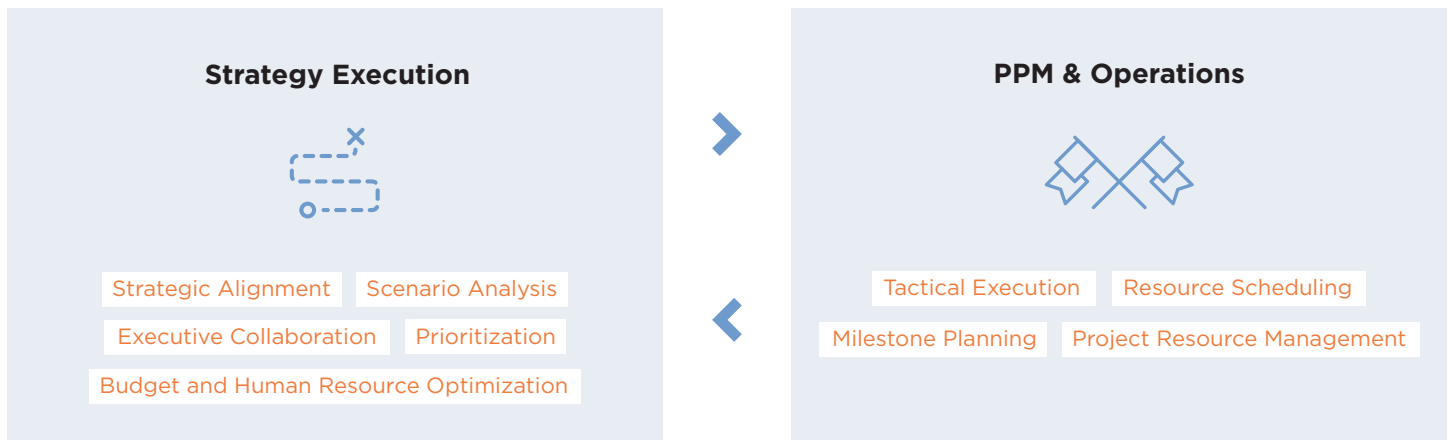 Strategy Execution
Strategic Alignment
Scenario Analysis
Executive Collaboration
Prioritization
Budget and Human Resource Optimization
PPM & Operations
Tactical Execution
Resource Scheduling
Milestone Planning
Project Resource Management